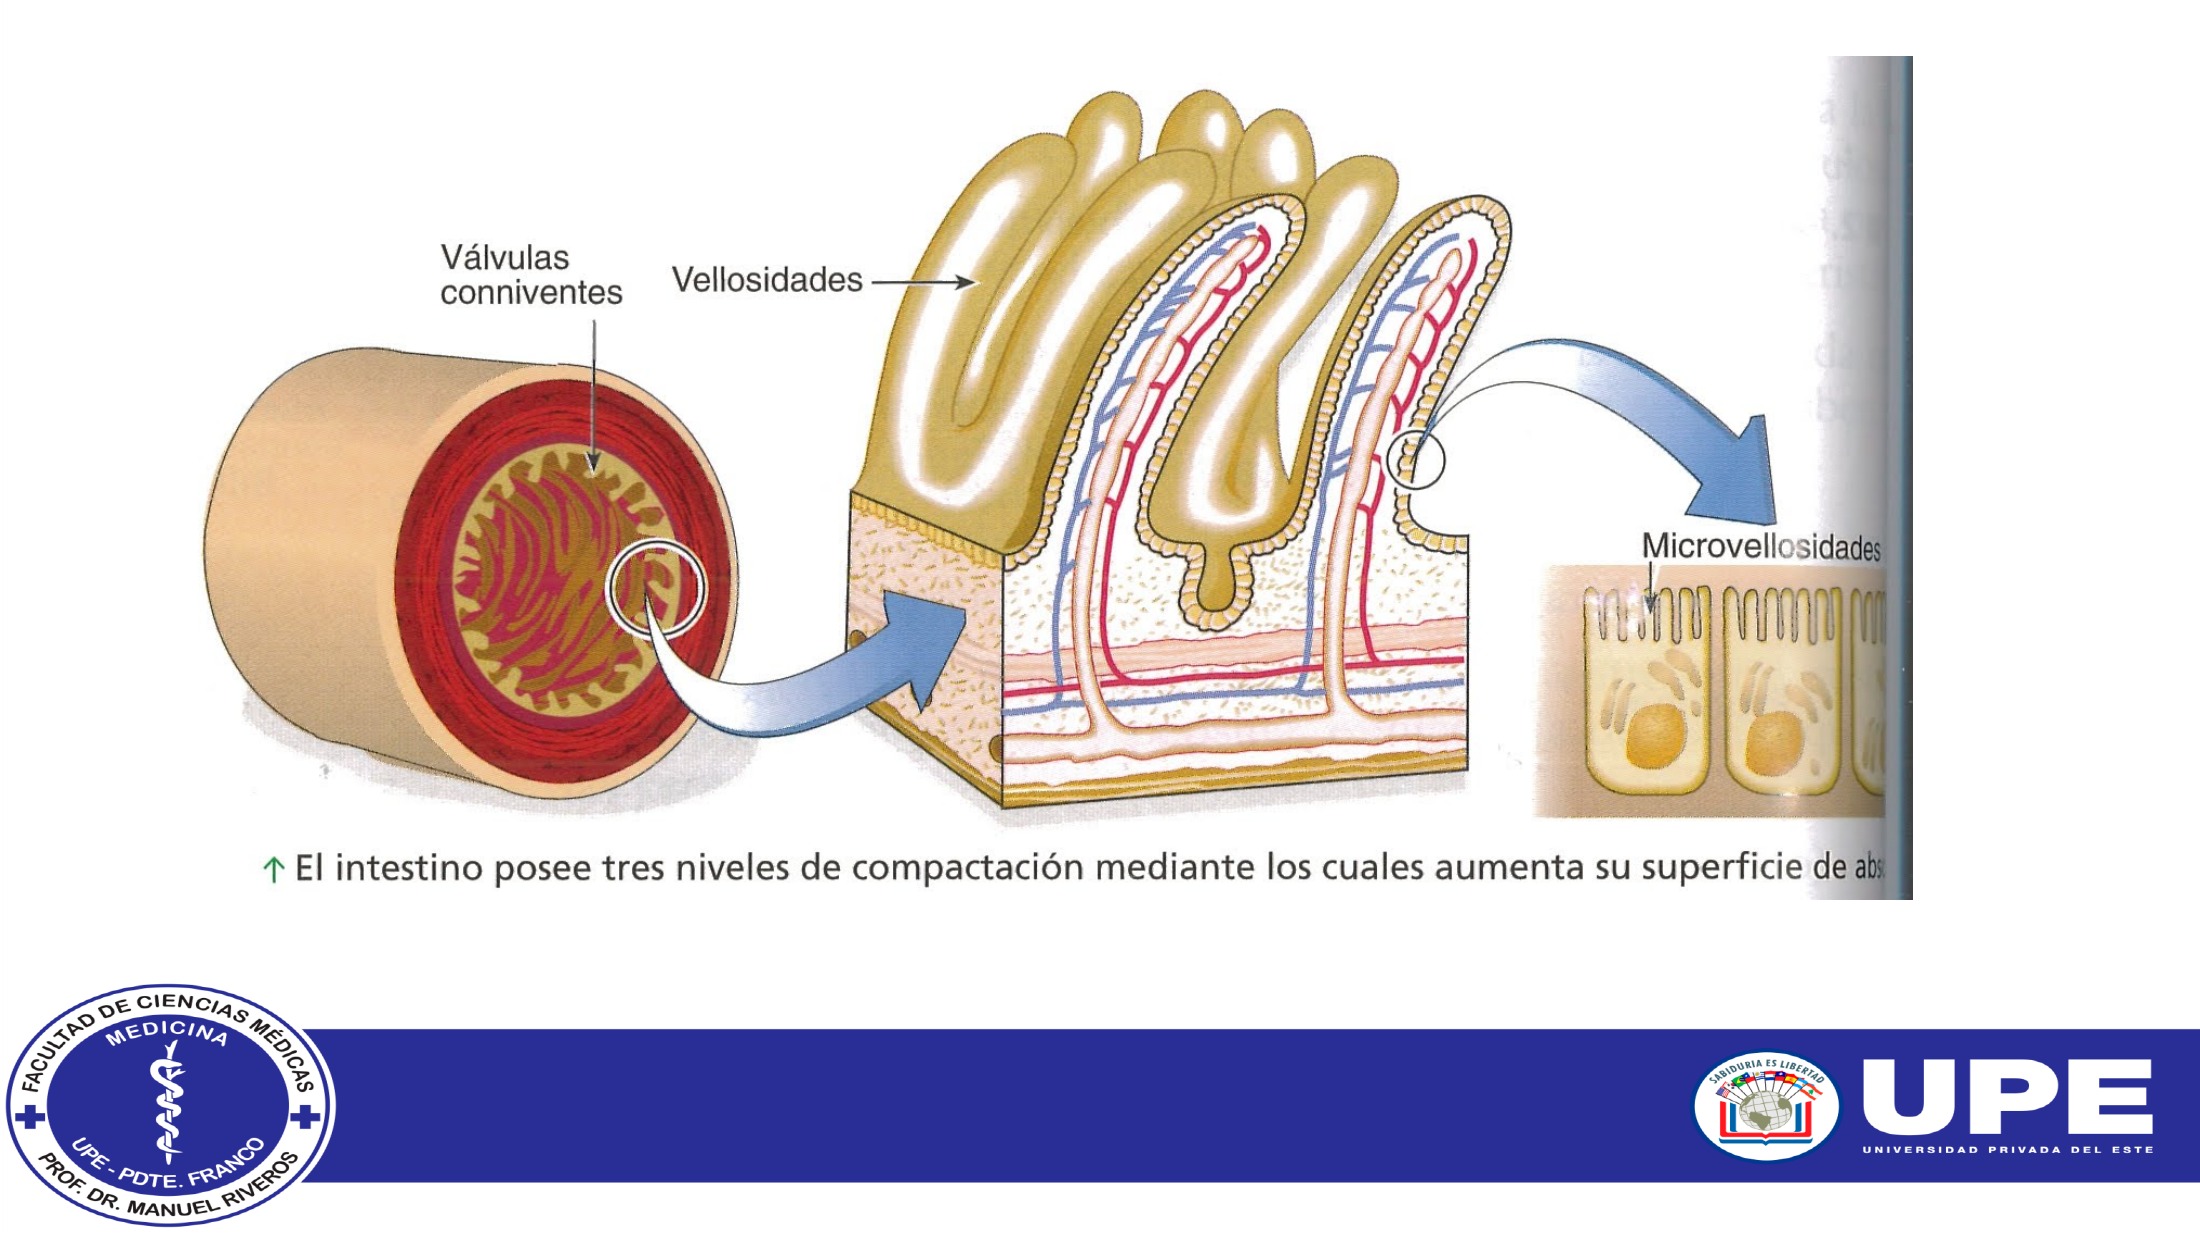 Válvulas
conniventes
Vellosidades
Microvellosidades
↑ El intestino posee tres niveles de compactación mediante los cuales aumenta su superficie de
FACULTAD DE CIENCIAS MÉDICAS
MEDICINA
UPE - PDTE. FRANCO
PROF. DR. MANUEL RIVEROS
SABIDURIA ES LIBERTAD
UPE
UNIVERSIDAD PRIVADA DEL ESTE